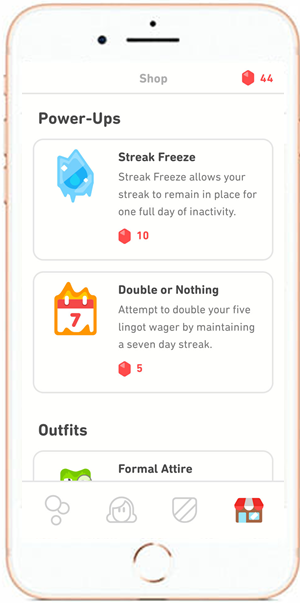 Shop
44
Power-Ups
Streak Freeze
Streak Freeze allows your
streak to remain in place for
one full day of inactivity.
10
Double or Nothing
7
Attempt to double your five
lingot wager by maintaining
a seven day streak.
5
Outfits
Formal Attire